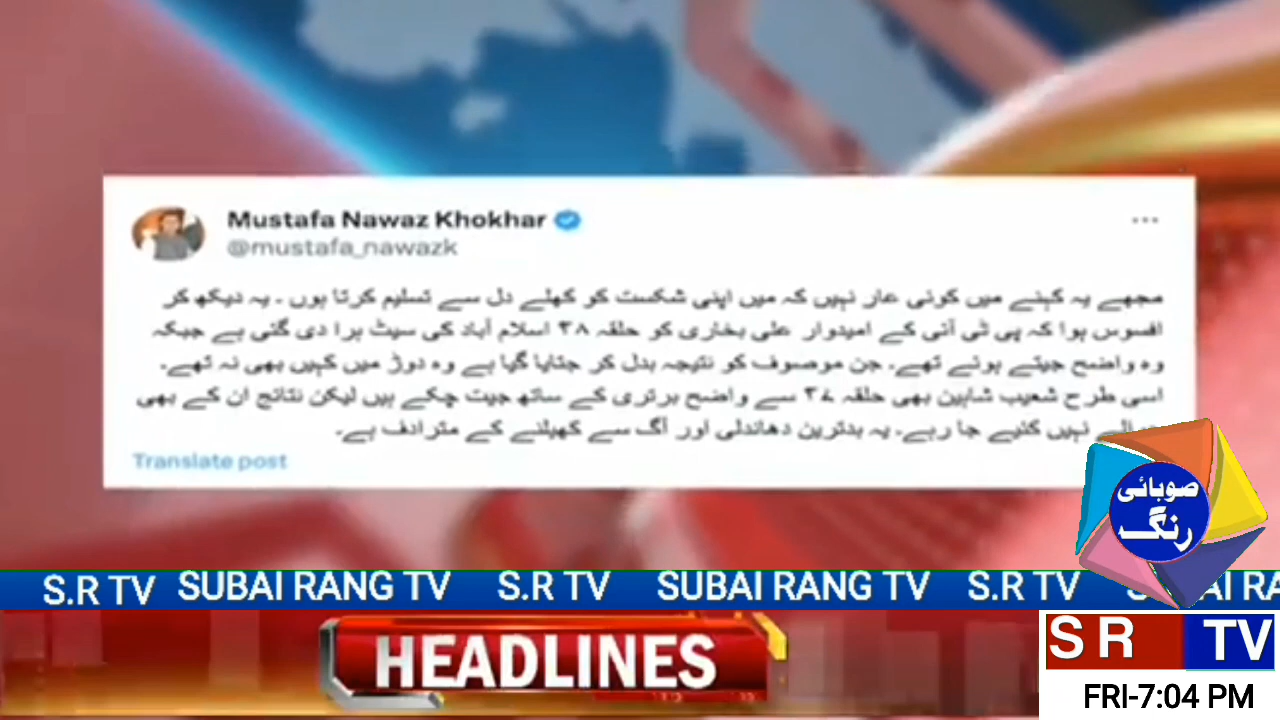 Mustafa Nawaz Khokhar
@mustafa_nawazk
مجھے یہ کہنے میں کوئی عار نہیں کہ میں اپنی شکست کو کھلے دل سے تسلیم کرتا ہوں ۔ یہ دیکھ کر
افسوس ہوا کہ پی ٹی آئی کے امیدوار علی بخاری کو حلقہ ۴۸ اسلام آباد کی سیٹ ہرا دی گئی ہے جبکہ
وہ واضح جیتے ہوئے تھے۔ جن موصوف کو نتیجہ بدل کر جتایا گیا ہے وہ دوڑ میں کہیں بھی نہ تھے۔
اسی طرح شعیب شاہین بھی حلقہ ۴۷ سے واضح برتری کے ساتھ جیت چکے ہیں لیکن نتائج ان کے بھی
نہیں کئیے جا رہے۔ یہ بدترین دھاندلی اور آگ سے کھیلنے کے مترادف ہے۔
Translate post
صوبائی
رنگ
S.R TV SUBAI RANG TV S.R TV SUBAI RANG TV S.R TV
HEADLINES
S R TV
FRI-7:04 PM